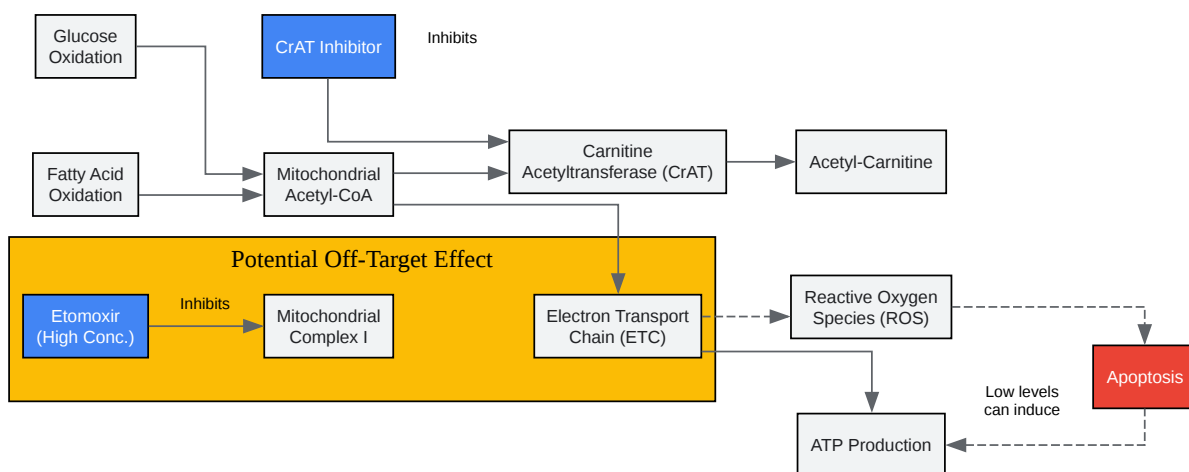 Glucose
Oxidation
CrAT Inhibitor
Inhibits
Carnitine
Acetyltransferase (CrAT)
Acetyl-Carnitine
Fatty Acid
Oxidation
Mitochondrial
Acetyl-CoA
Potential Off-Target Effect
Etomoxir
(High Conc.)
Inhibits
Mitochondrial
Complex I
Electron Transport
Chain (ETC)
Reactive Oxygen
Species (ROS)
Apoptosis
Low levels
can induce
ATP Production